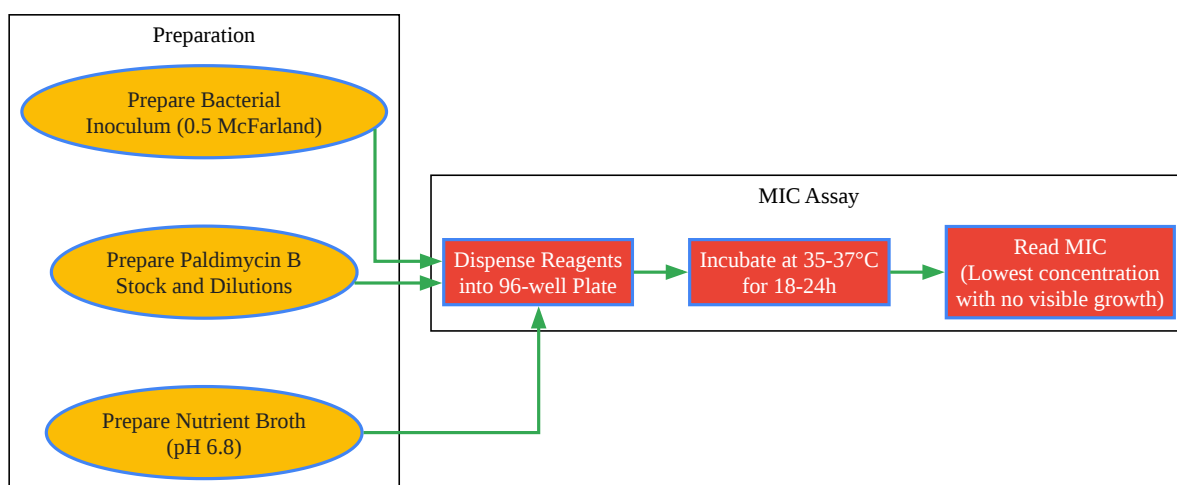 Preparation
Prepare Bacterial
Inoculum (0.5 McFarland)
Prepare Paldimycin B
Stock and Dilutions
Prepare Nutrient Broth
(pH 6.8)
MIC Assay
Dispense Reagents
into 96-well Plate
Incubate at 35-37°C
for 18-24h
Read MIC
(Lowest concentration
with no visible growth)